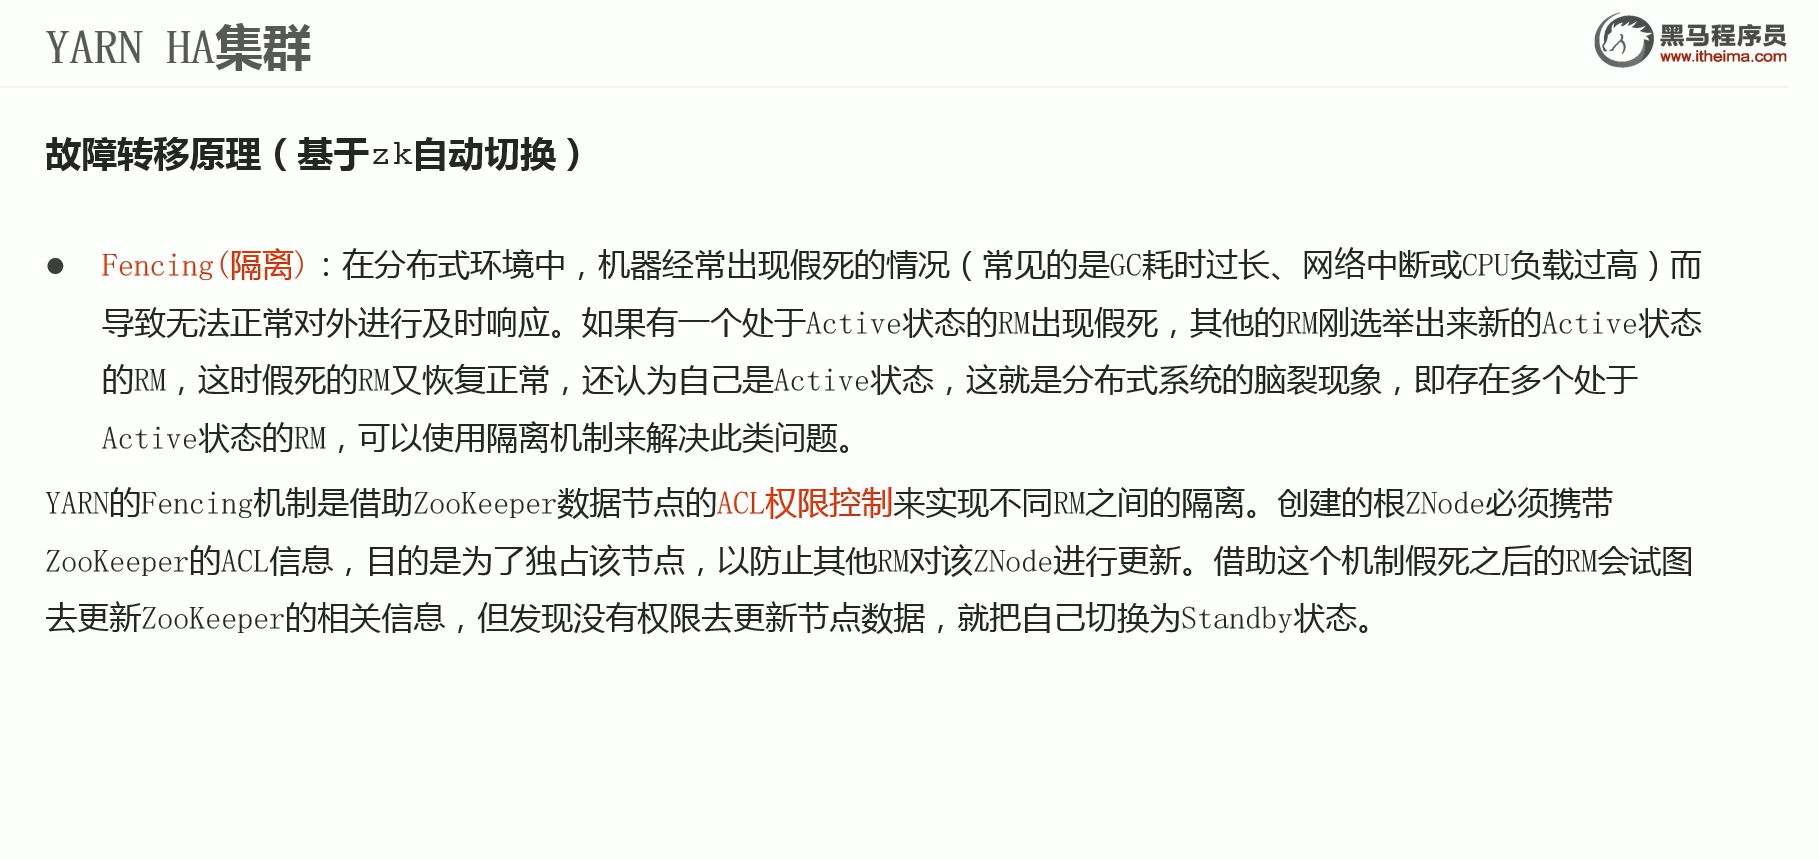 YARN HA集群
黑马程序员
www.itheima.com
故障转移原理（基于zk自动切换）
● Fencing(隔离)：在分布式环境中，机器经常出现假死的情况（常见的是GC耗时过长、网络中断或CPU负载过高）而
导致无法正常对外进行及时响应。如果有一个处于Active状态的RM出现假死，其他的RM刚选举出来新的Active状态
的RM，这时假死的RM又恢复正常，还认为自己是Active状态，这就是分布式系统的脑裂现象，即存在多个处于
Active状态的RM，可以使用隔离机制来解决此类问题。
YARN的Fencing机制是借助ZooKeeper数据节点的ACL权限控制来实现不同RM之间的隔离。创建的根ZNode必须携带
ZooKeeper的ACL信息，目的是为了独占该节点，以防止其他RM对该ZNode进行更新。借助这个机制假死之后的RM会试图
去更新ZooKeeper的相关信息，但发现没有权限去更新节点数据，就把自己切换为Standby状态。